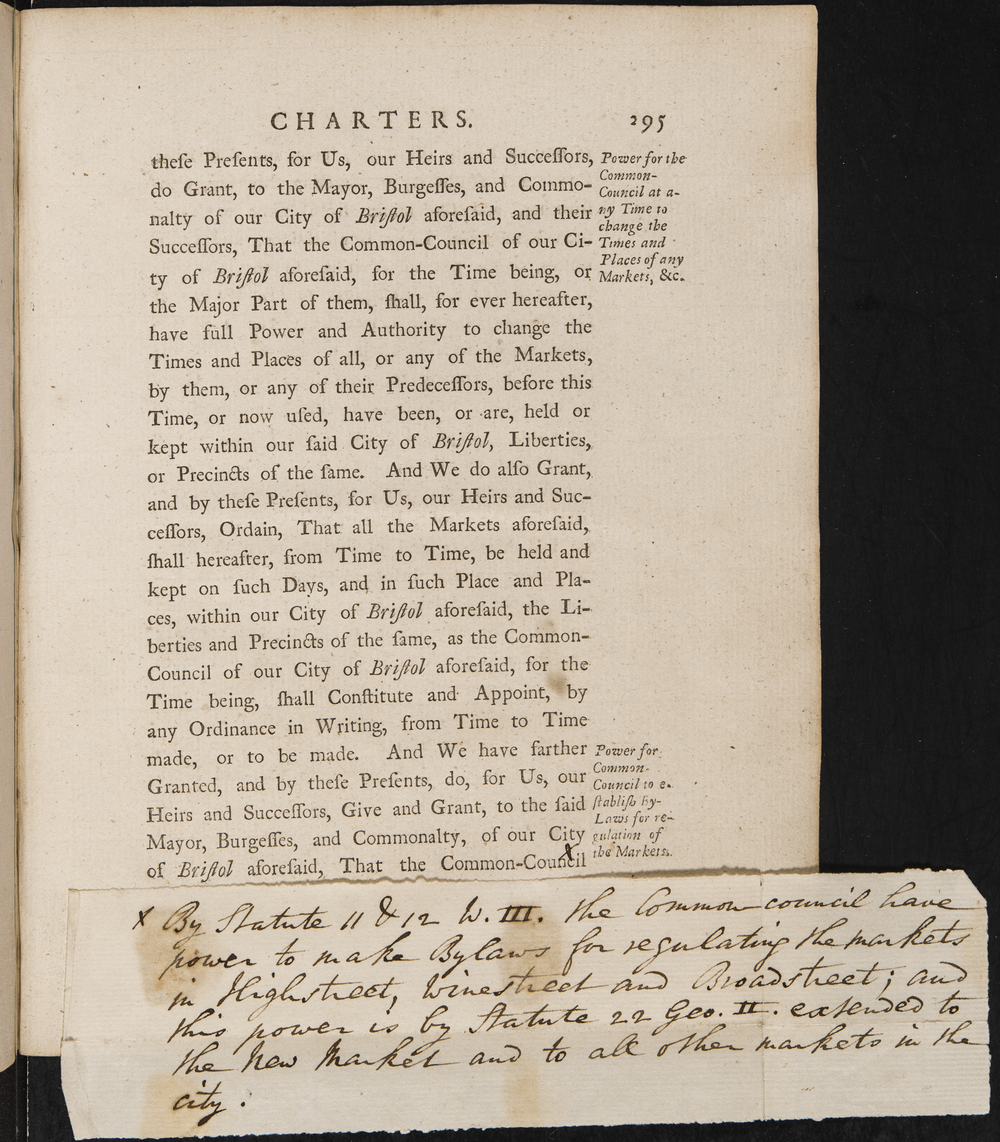 CHARTERS. 295
theſe Preſents, for Us, our Heirs and Succeſſors,
do Grant, to the Mayor, Burgeſſes, and Commo-
nalty of our City of Briſtol aforeſaid, and their
Succeſſors, That the Common-Council of our Ci-
ty of Briſtol aforeſaid, for the Time being, or
the Major Part of them, ſhall, for ever hereafter,
have full Power and Authority to change the
Times and Places of all, or any of the Markets,
by them, or any of their Predeceſſors, before this
Time, or now uſed, have been, or are, held or
kept within our ſaid City of Briſtol, Liberties,
or Precincts of the ſame. And We do alſo Grant,
and by theſe Preſents, for Us, our Heirs and Suc-
ceſſors, Ordain, That all the Markets aforeſaid,
ſhall hereafter, from Time to Time, be held and
kept on ſuch Days, and in ſuch Place and Pla-
ces, within our City of Briſtol aforeſaid, the Li-
berties and Precincts of the ſame, as the Common-
Council of our City of Briſtol aforeſaid, for the
Time being, ſhall Conſtitute and Appoint, by
any Ordinance in Writing, from Time to Time
made, or to be made. And We have farther
Granted, and by theſe Preſents, do, for Us, our
Heirs and Succeſſors, Give and Grant, to the ſaid
Mayor, Burgeſſes, and Commonalty, of our City
of Briſtol aforeſaid, That the Common-Council
Power for the
Common-
Council at a-
ny Time to
change the
Times and
Places of any
Markets, &c.
Power for
Common-
Council to e-
ſtabliſh By-
Laws for re-
gulation of
the Markets.
x
x By Statute 11 & 12 W. III. the Common council have
power to make Bylaws for regulating the markets
in Highstreet, Winestreet and Broadstreet; and
this power is by Statute 22 Geo. II. extended to
the New Market and to all other markets in the
city.